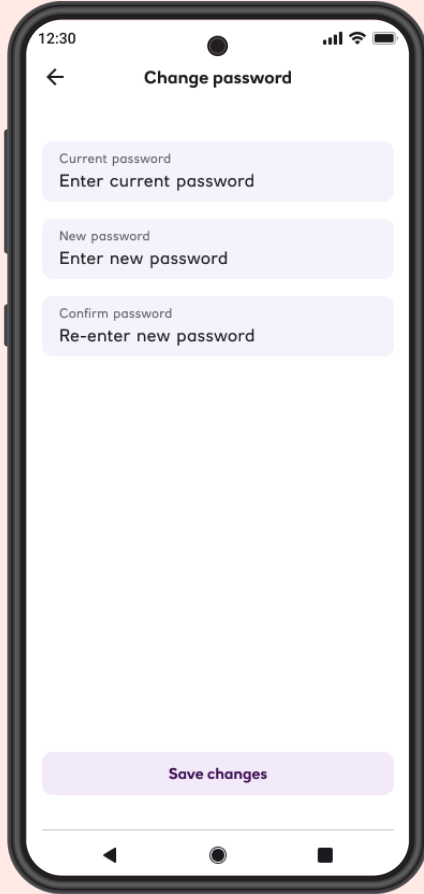 12:30
Change password
Current password
Enter current password
New password
Enter new password
Confirm password
Re-enter new password
Save changes